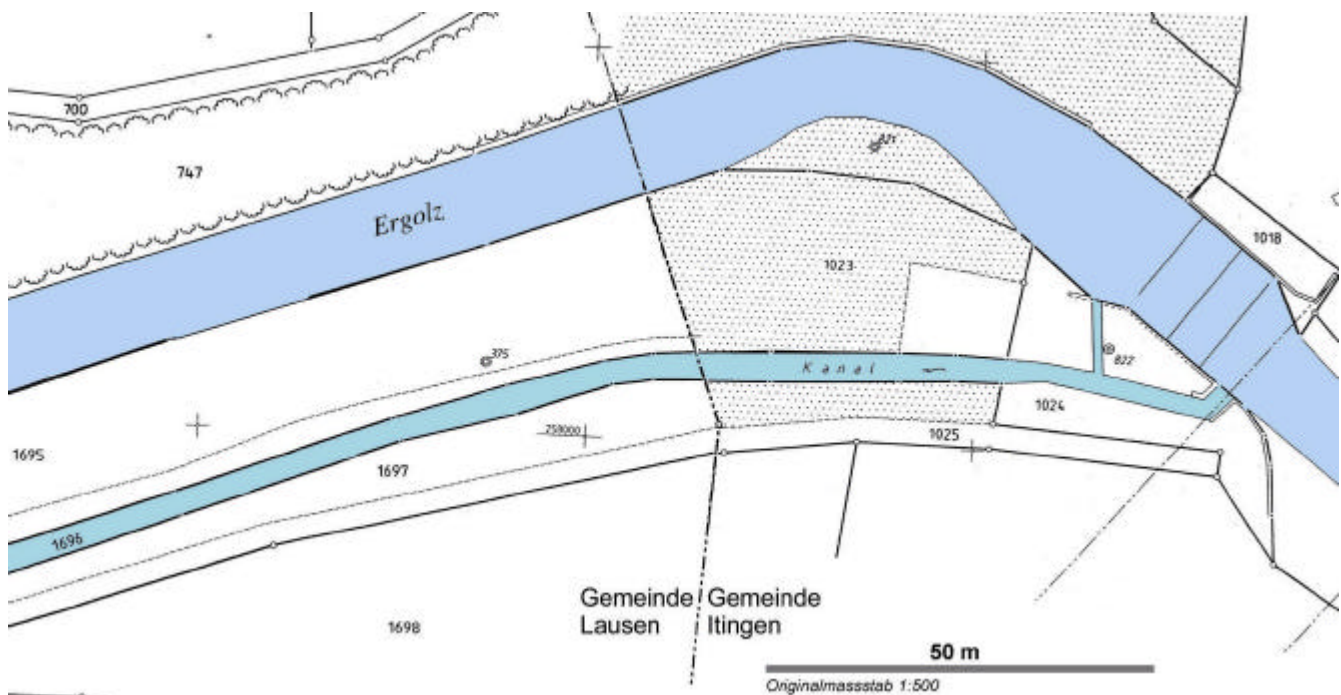 700
747
Ergolz
821
1018
1023
375
822
Kanal
1024
259000
1025
1695
1697
1696
1698
Gemeinde Gemeinde
Lausen Itingen
50 m
Originalmassstab 1:500